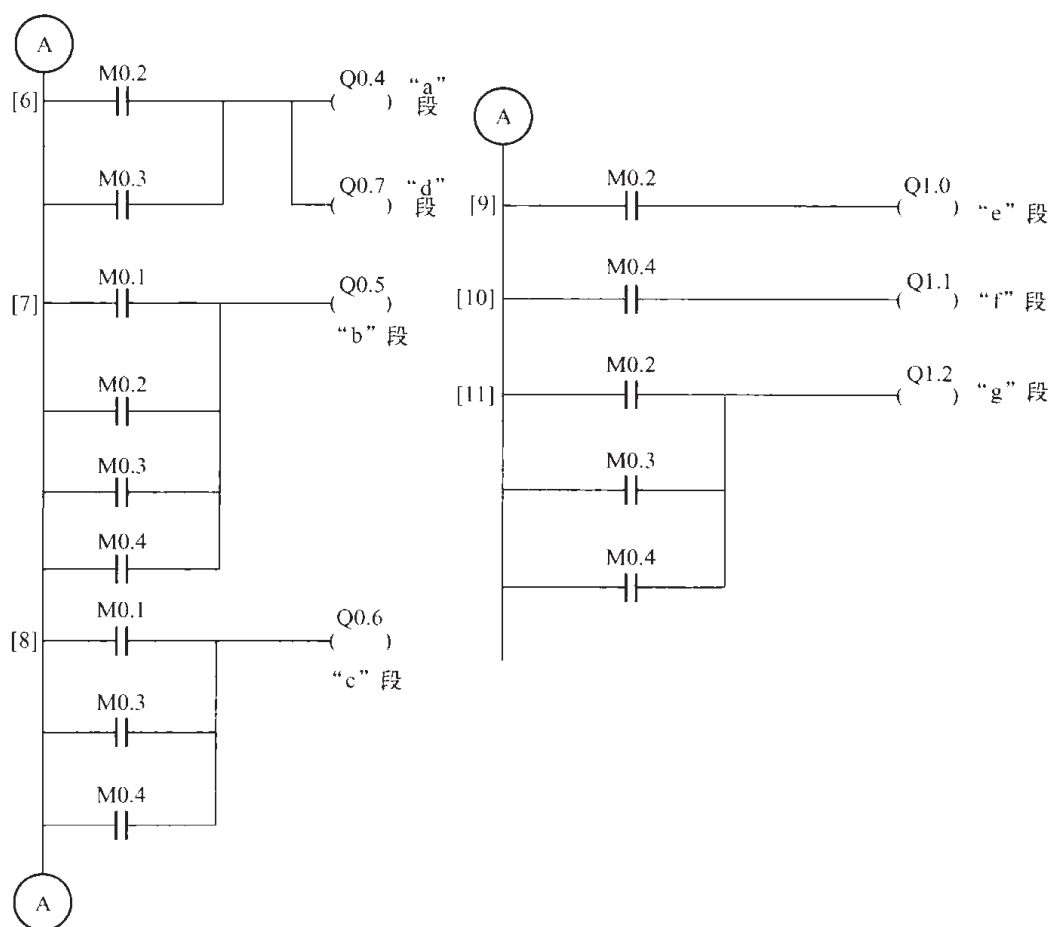 A
M0.2
[6]
Q0.4
“a”
段
M0.3
Q0.7
“d”
段
M0.1
[7]
Q0.5
“b” 段
M0.2
M0.3
M0.4
M0.1
[8]
Q0.6
“c” 段
M0.3
M0.4
A
A
M0.2
[9]
Q1.0
“e” 段
M0.4
[10]
Q1.1
“f” 段
M0.2
[11]
Q1.2
“g” 段
M0.3
M0.4